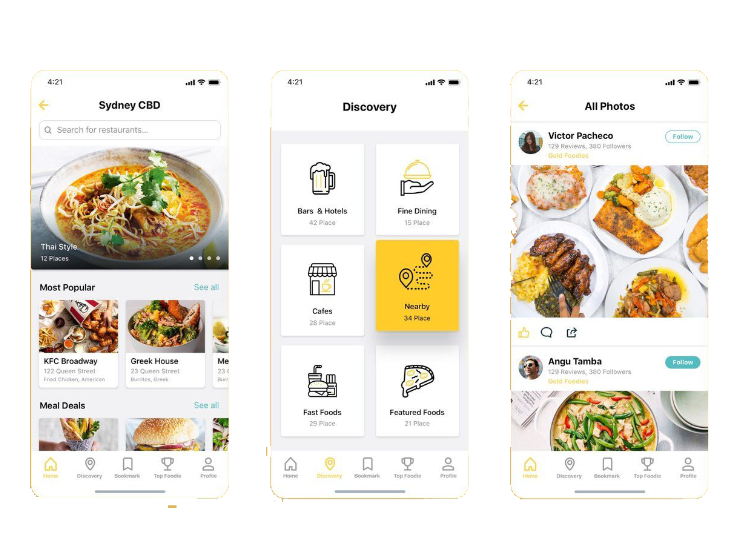 4:21
Sydney CBD
Search for restaurants...
Thai Style
12 Places
Most Popular
See all
KFC Broadway
122 Queen Street
Fried Chicken, American
Greek House
23 Queen Street
Burritos, Greek
Me
23
Bur
Meal Deals
See all
Home
Discovery
Bookmark
Top Foodie
Profile
4:21
Discovery
Bars & Hotels
42 Place
Fine Dining
15 Place
Cafes
28 Place
Nearby
34 Place
Fast Foods
29 Place
Featured Foods
21 Place
Home
Discovery
Bookmark
Top Foodie
Profile
4:21
All Photos
Victor Pacheco
129 Reviews, 380 Followers
Gold Foodies
Follow
Angu Tamba
129 Reviews, 380 Followers
Gold Foodies
Follow
Home
Discovery
Bookmark
Top Foodie
Profile